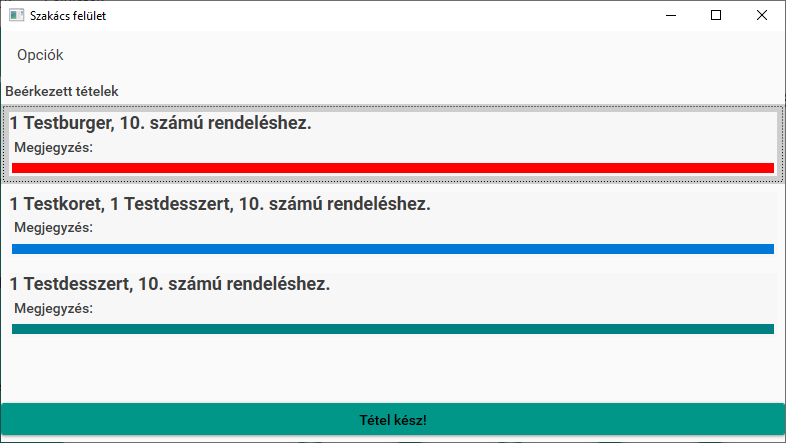 Szakács felület
Opciók
Beérkezett tételek
1 Testburger, 10. számú rendeléshez.
Megjegyzés:
1 Testkoret, 1 Testdesszert, 10. számú rendeléshez.
Megjegyzés:
1 Testdesszert, 10. számú rendeléshez.
Megjegyzés:
Tétel kész!